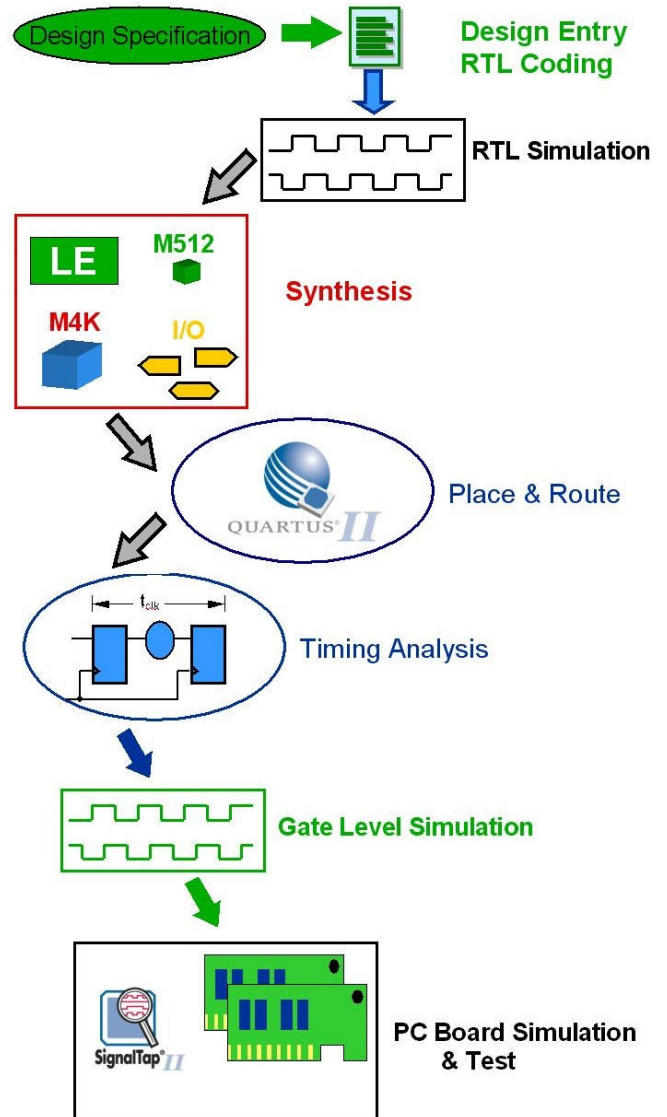 Design Specification
Design Entry
RTL Coding
RTL Simulation
LE
M512
M4K
I/O
Synthesis
QUARTUS® II
Place & Route
tclk
Timing Analysis
Gate Level Simulation
SignalTap® II
PC Board Simulation
& Test